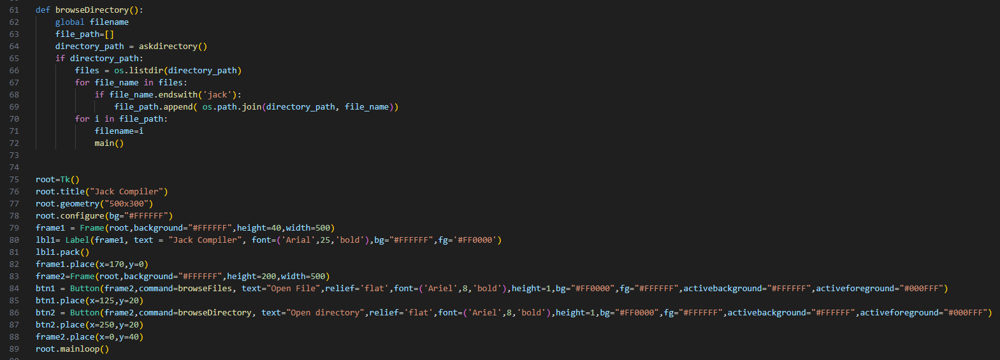 61 def browseDirectory():
62     global filename
63     file_path=[]
64     directory_path = askdirectory()
65     if directory_path:
66         files = os.listdir(directory_path)
67         for file_name in files:
68             if file_name.endswith('jack'):
69                 file_path.append( os.path.join(directory_path, file_name))
70         for i in file_path:
71             filename=i
72             main()
73
74
75 root=Tk()
76 root.title("Jack Compiler")
77 root.geometry("500x300")
78 root.configure(bg="#FFFFFF")
79 frame1 = Frame(root,background="#FFFFFF",height=40,width=500)
80 lbl1= Label(frame1, text = "Jack Compiler", font=('Arial',25,'bold'),bg="#FFFFFF",fg='#FF0000')
81 lbl1.pack()
82 frame1.place(x=170,y=0)
83 frame2=Frame(root,background="#FFFFFF",height=200,width=500)
84 btn1 = Button(frame2,command=browseFiles, text="Open File",relief='flat',font=('Ariel',8,'bold'),height=1,bg="#FF0000",fg="#FFFFFF",activebackground="#FFFFFF",activeforeground="#000FFF")
85 btn1.place(x=125,y=20)
86 btn2 = Button(frame2,command=browseDirectory, text="Open directory",relief='flat',font=('Ariel',8,'bold'),height=1,bg="#FF0000",fg="#FFFFFF",activebackground="#FFFFFF",activeforeground="#000FFF")
87 btn2.place(x=250,y=20)
88 frame2.place(x=0,y=40)
89 root.mainloop()